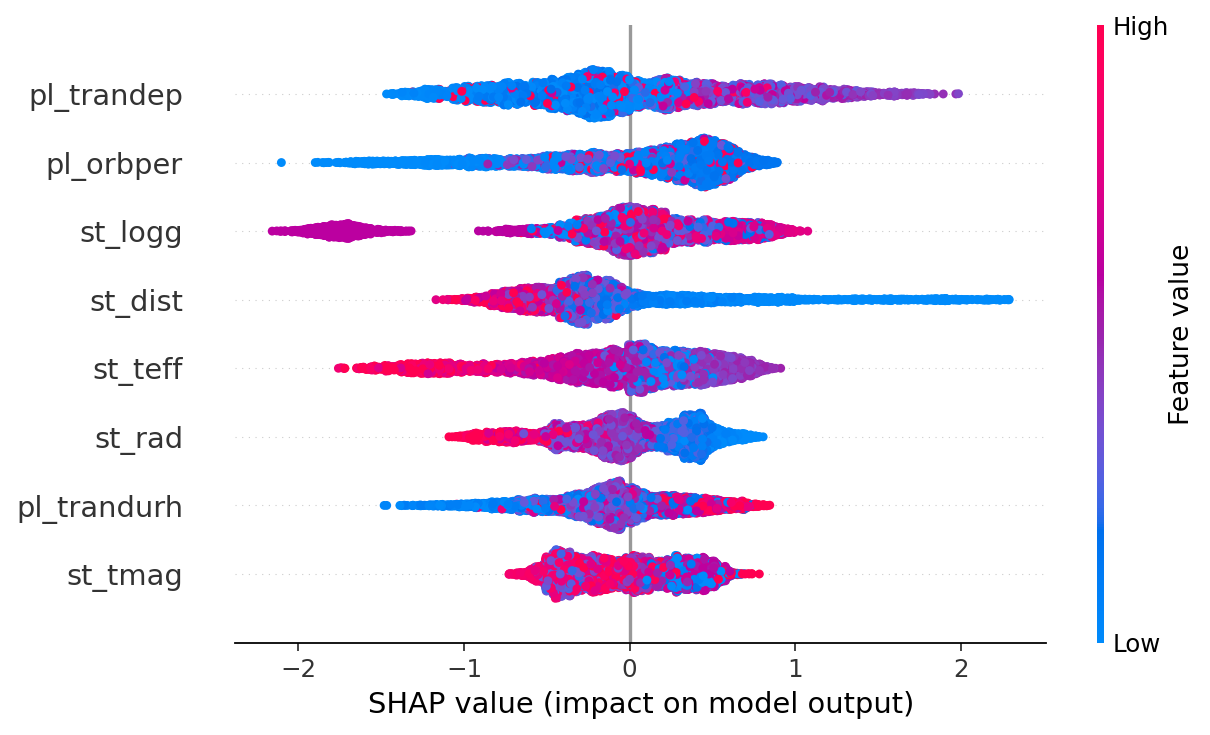 High
pl_trandep
pl_orbper
st_logg
st_dist
st_teff
st_rad
pl_trandurh
st_tmag
Feature value
Low
−2 −1 0 1 2
SHAP value (impact on model output)